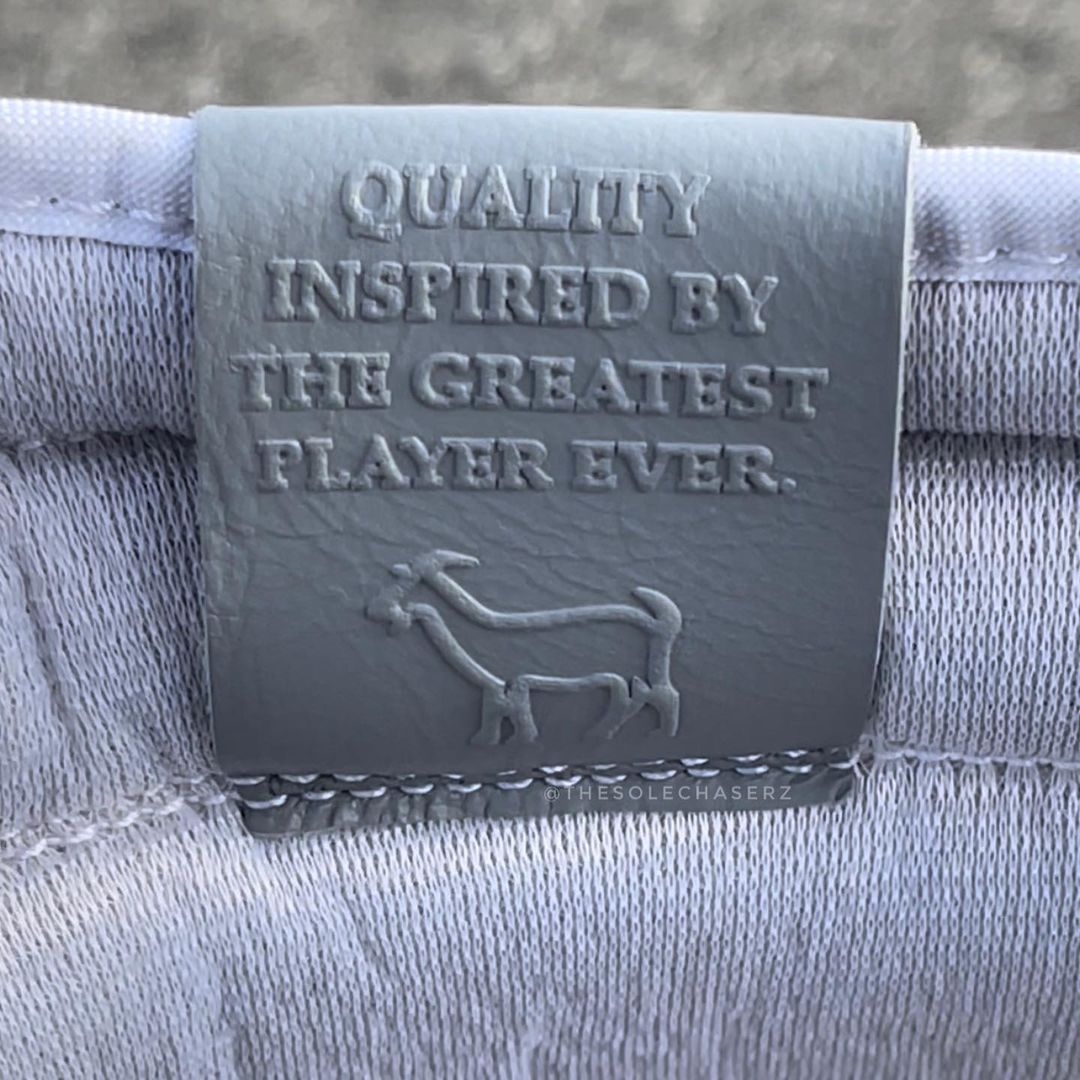 QUALITY
INSPIRED BY
THE GREATEST
PLAYER EVER.
@THESOLECHASERZ